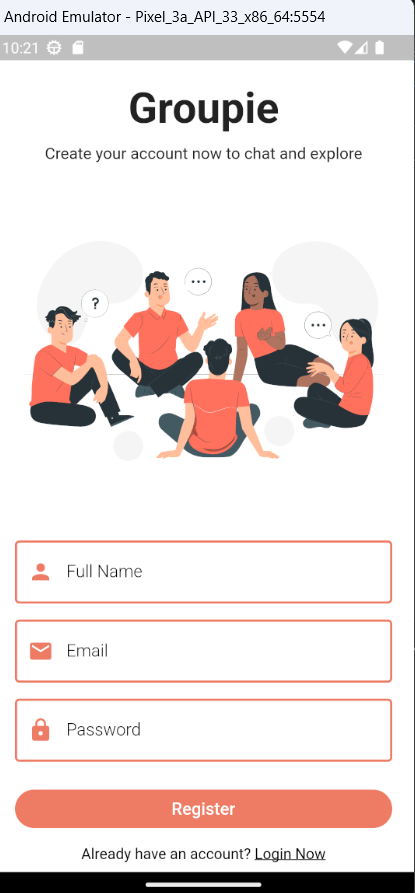 Android Emulator - Pixel_3a_API_33_x86_64:5554
10:21
Groupie
Create your account now to chat and explore
?
...
...
Full Name
Email
Password
Register
Already have an account? Login Now